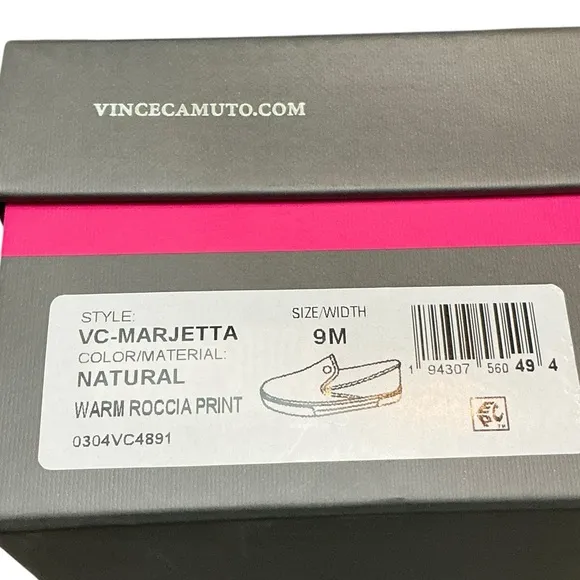 VINCECAMUTO.COM
STYLE:
VC-MARJETTA
COLOR/MATERIAL:
NATURAL
WARM ROCCIA PRINT
0304VC4891
SIZE/WIDTH
9M
1 94307 560 49 4